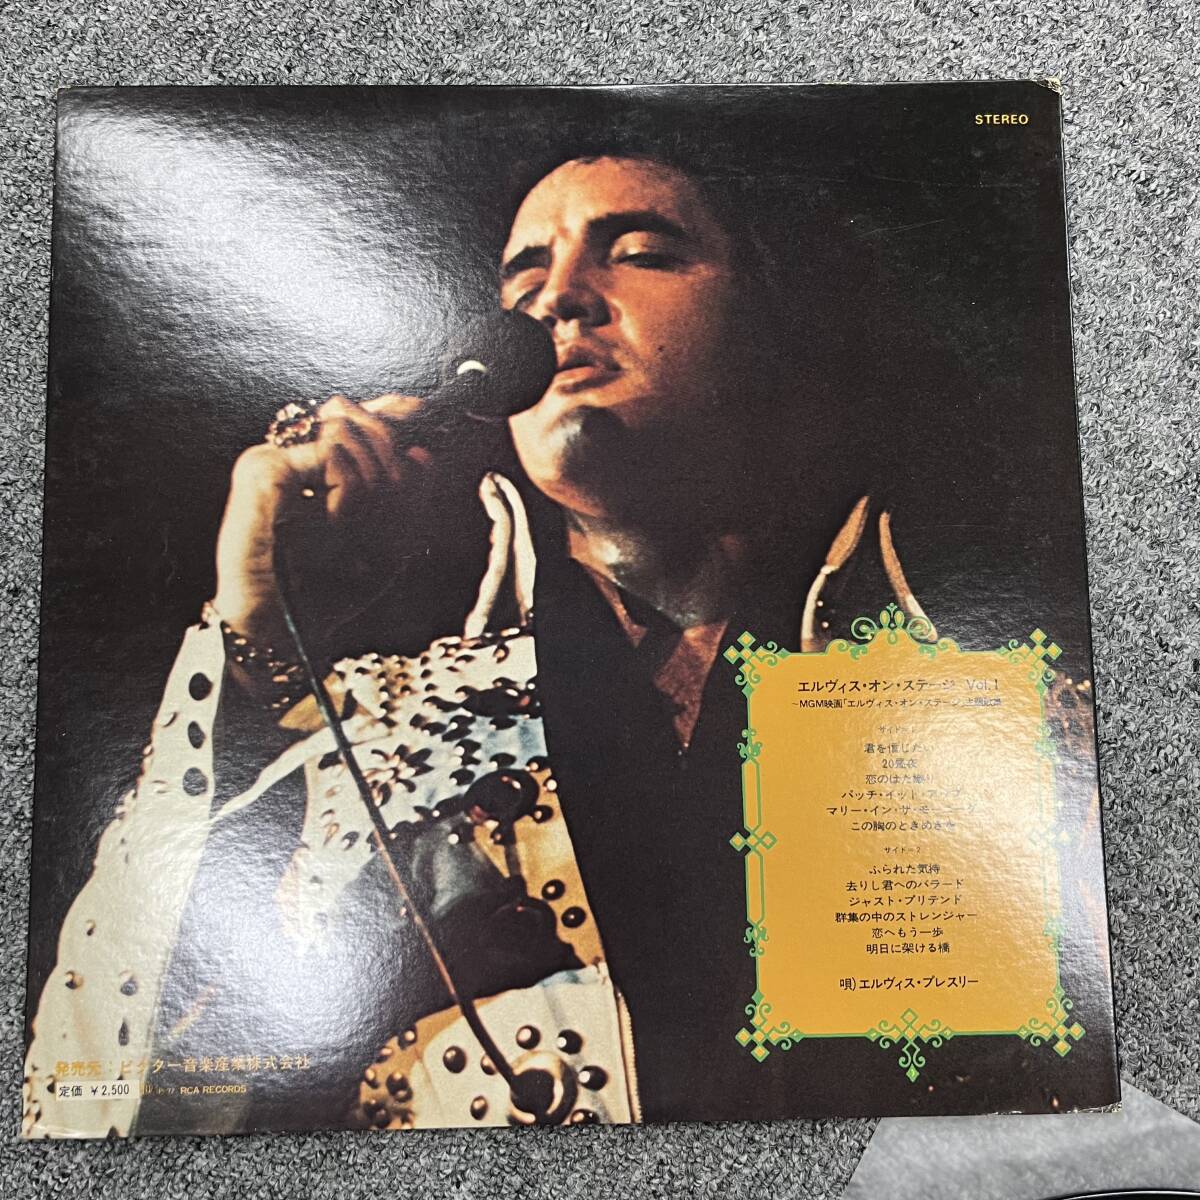 STEREO
エルヴィス・オン・ステージ Vol.1
~MGM映画「エルヴィス・オン・ステージ」主題歌集
サイド-1
君を信じたい
20昼夜
恋のはた織り
パッチ・イット・アップ
マリー・イン・ザ・モーニング
この胸のときめきを
サイド-2
ふられた気持
去りし君へのバラード
ジャスト・プリテンド
群集の中のストレンジャー
恋へもう一歩
明日に架ける橋
唄)エルヴィス・プレスリー
発売元:ビクター音楽産業株式会社
定価 ¥2,500 RCA RECORDS